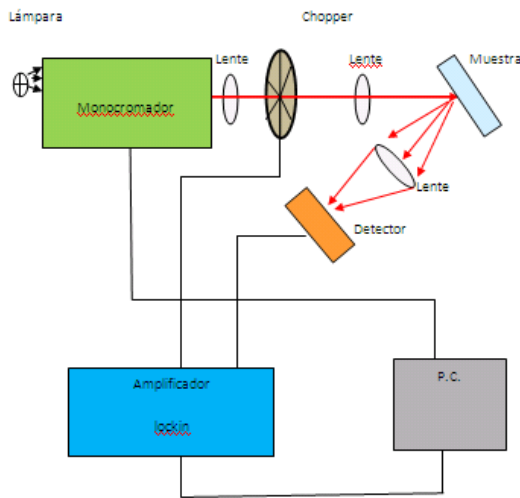 Lámpara
Chopper
Lente
Lente
Muestra
Monocromador
Lente
Detector
Amplificador
lockin
P.C.